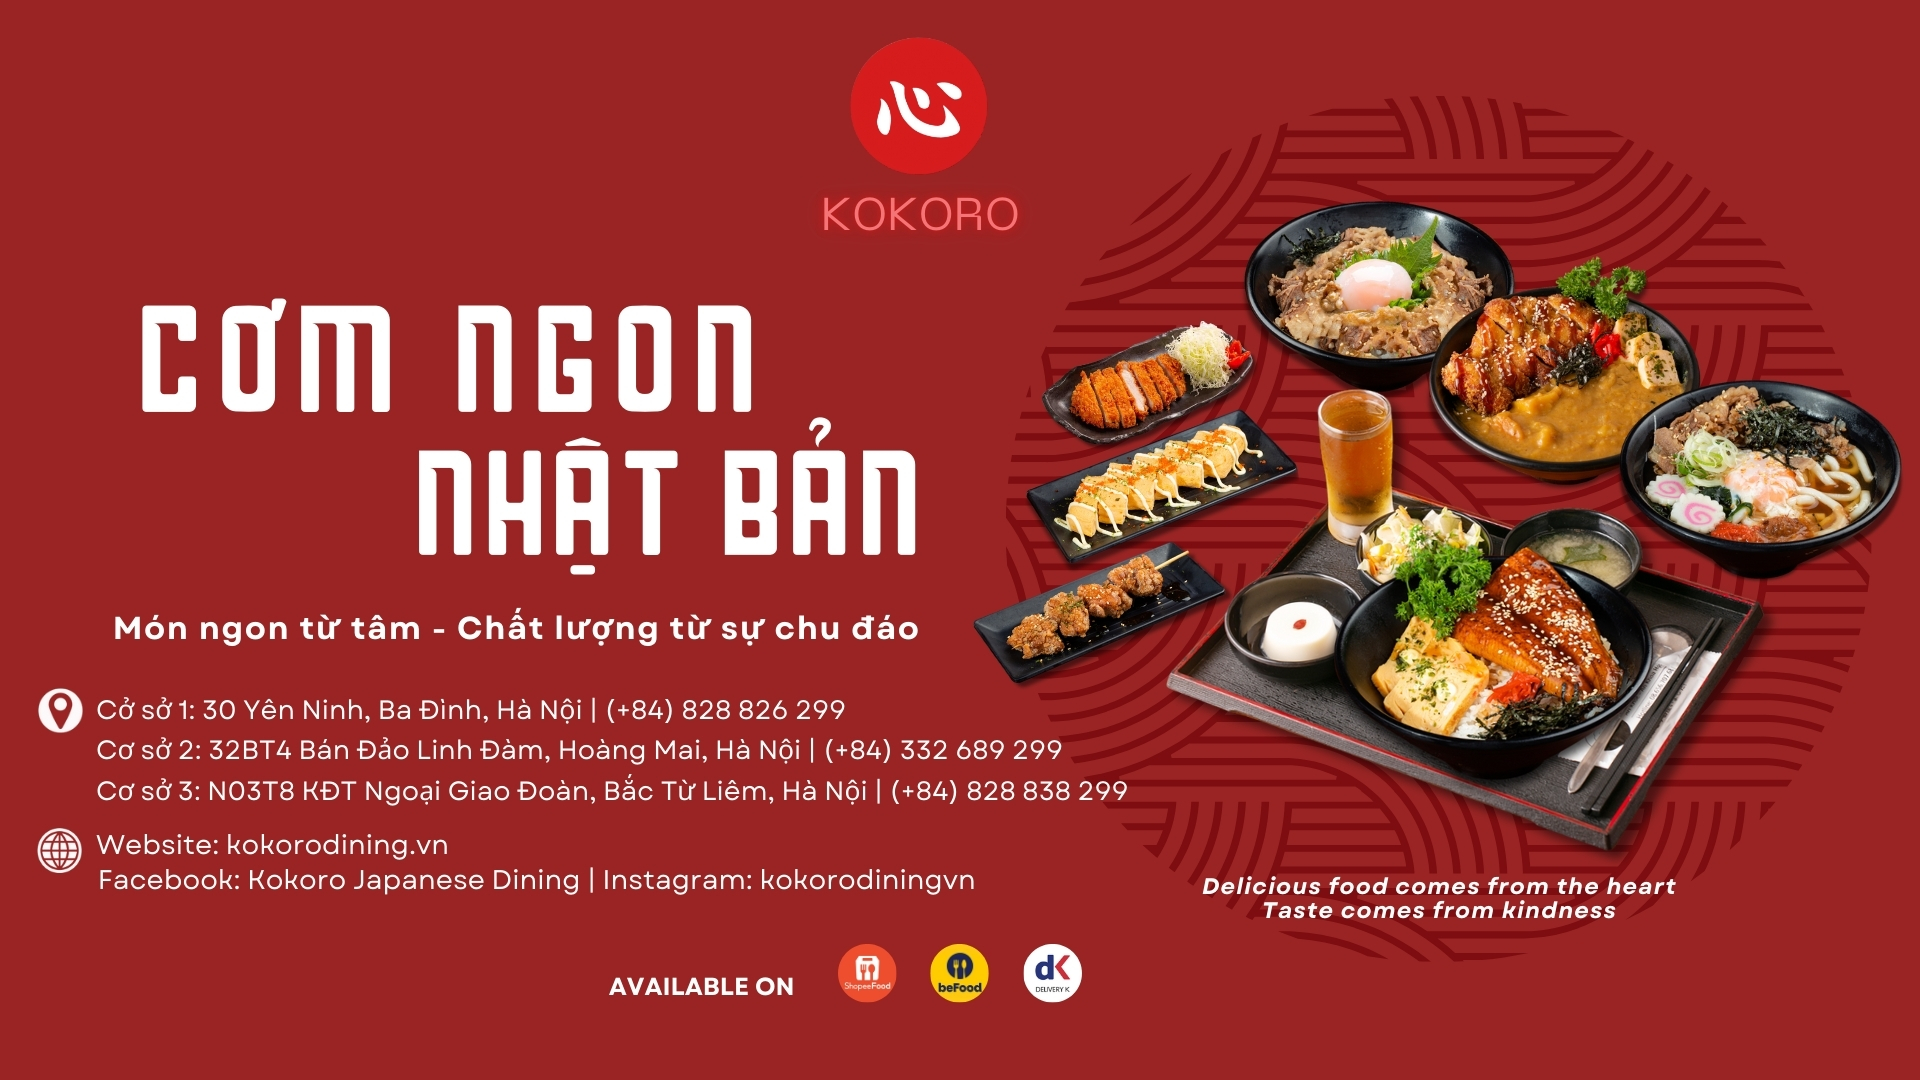 心
KOKORO
CƠM NGON
NHẬT BẢN
Món ngon từ tâm - Chất lượng từ sự chu đáo
Cở sở 1: 30 Yên Ninh, Ba Đình, Hà Nội | (+84) 828 826 299
Cơ sở 2: 32BT4 Bán Đảo Linh Đàm, Hoàng Mai, Hà Nội | (+84) 332 689 299
Cơ sở 3: N03T8 KĐT Ngoại Giao Đoàn, Bắc Từ Liêm, Hà Nội | (+84) 828 838 299
Website: kokorodining.vn
Facebook: Kokoro Japanese Dining | Instagram: kokorodiningvn
Delicious food comes from the heart
Taste comes from kindness
AVAILABLE ON
ShopeeFood
beFood
dK
DELIVERY K